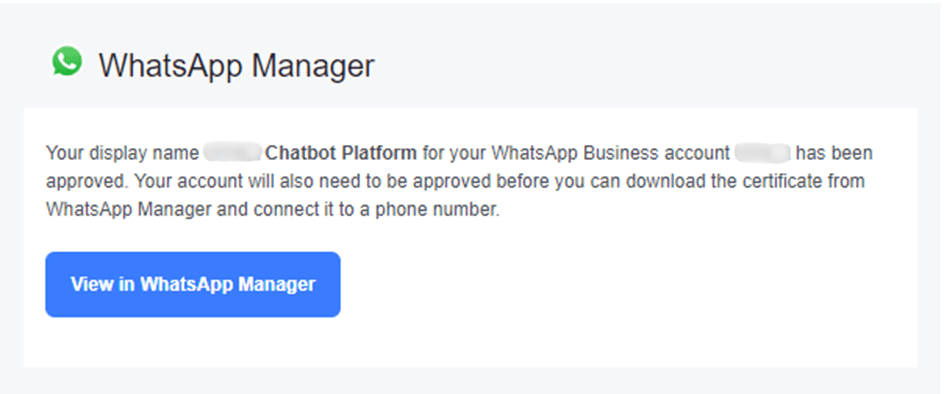 WhatsApp Manager
Your display name Chatbot Platform for your WhatsApp Business account has been
approved. Your account will also need to be approved before you can download the certificate from
WhatsApp Manager and connect it to a phone number.
View in WhatsApp Manager